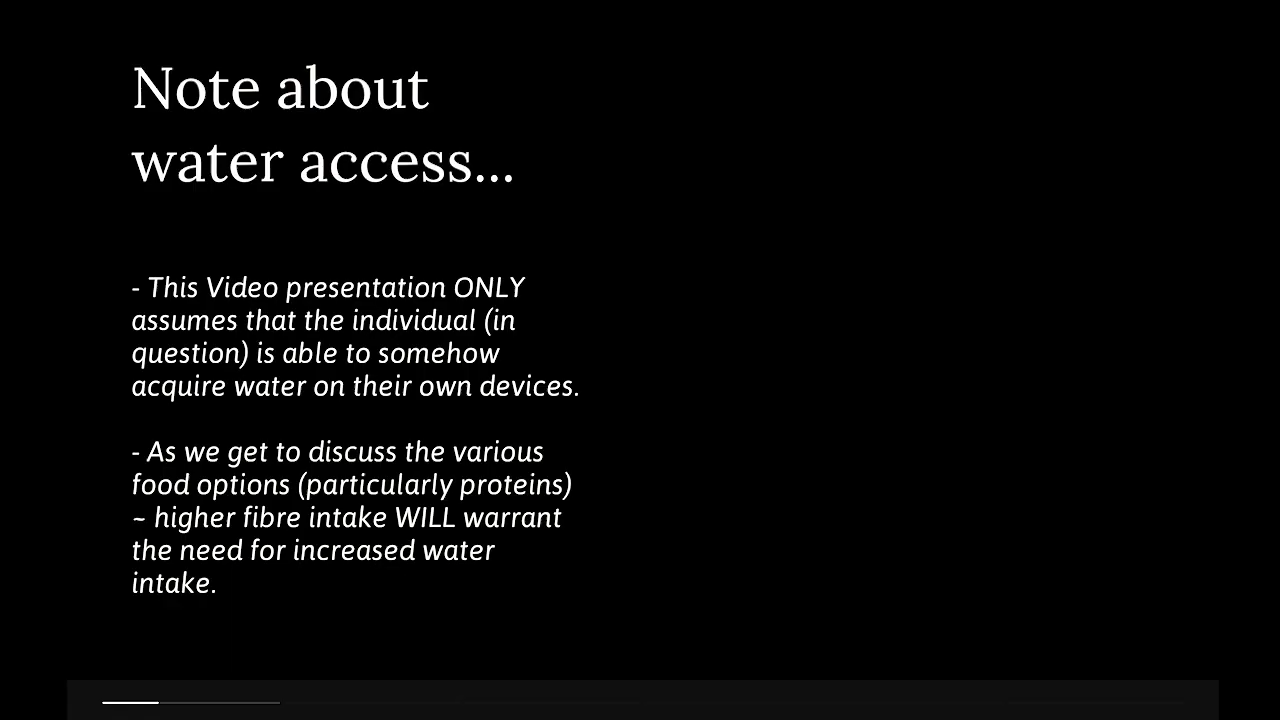 Note about
water access...
- This Video presentation ONLY
assumes that the individual (in
question) is able to somehow
acquire water on their own devices.
- As we get to discuss the various
food options (particularly proteins)
~ higher fibre intake WILL warrant
the need for increased water
intake.